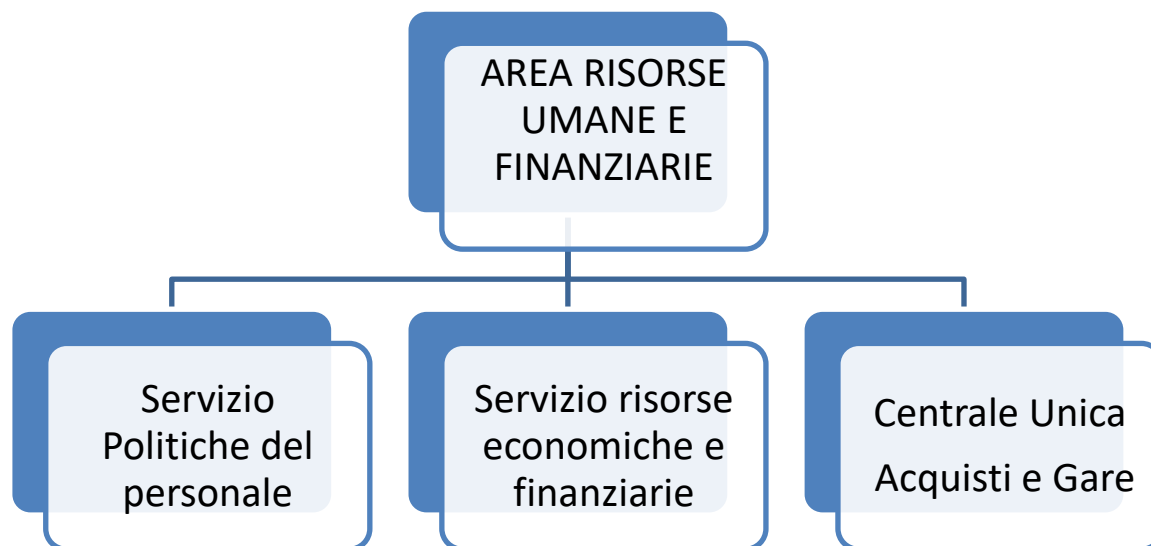 AREA RISORSE
UMANE E
FINANZIARIE
Servizio
Politiche del
personale
Servizio risorse
economiche e
finanziarie
Centrale Unica
Acquisti e Gare